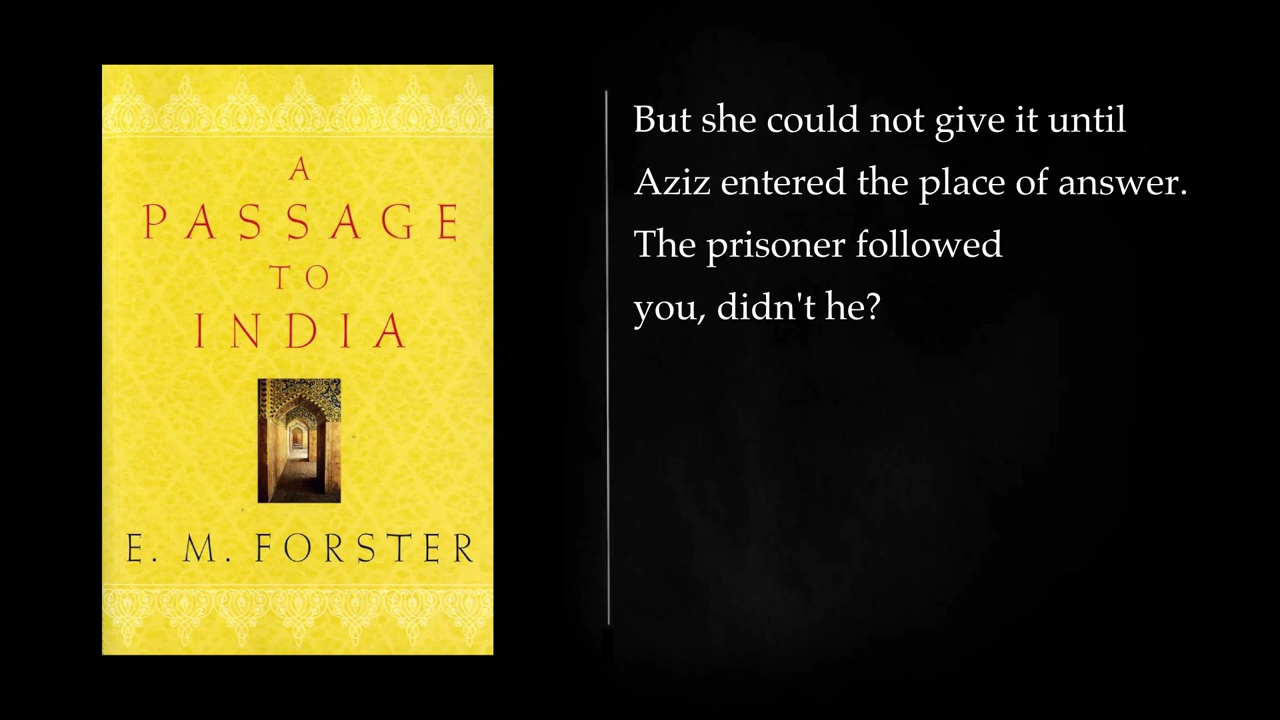 A
PASSAGE
TO
INDIA
E. M. FORSTER
But she could not give it until
Aziz entered the place of answer.
The prisoner followed
you, didn't he?